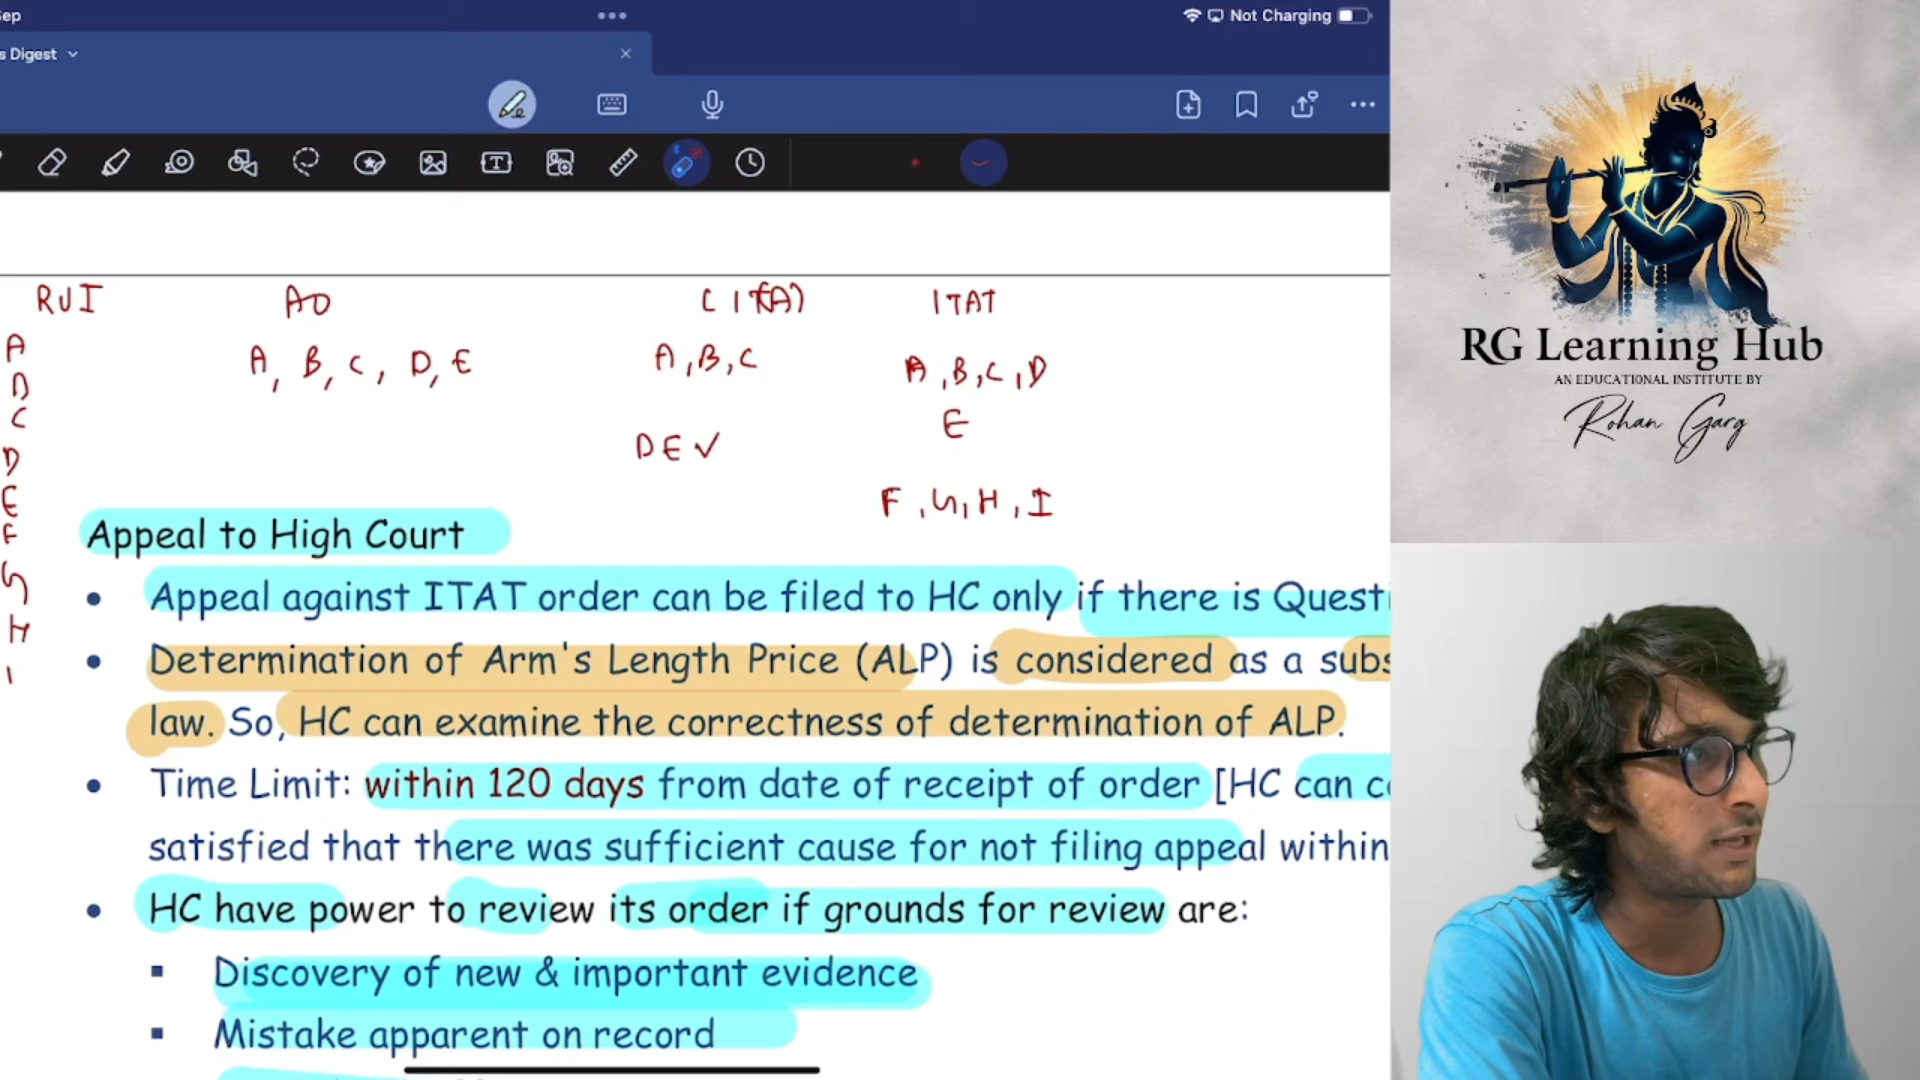 Sep
Not Charging
s Digest
RUI
AO
CIT(A)
ITAT
A
B
C
D
E
F
G
H
I
A, B, C, D, E
A, B, C
A, B, C, D
E
D E ✓
F, G, H, I
Appeal to High Court
• Appeal against ITAT order can be filed to HC only if there is Questi
• Determination of Arm's Length Price (ALP) is considered as a subs
law. So, HC can examine the correctness of determination of ALP.
• Time Limit: within 120 days from date of receipt of order [HC can co
satisfied that there was sufficient cause for not filing appeal within
• HC have power to review its order if grounds for review are:
▪ Discovery of new & important evidence
▪ Mistake apparent on record
RG Learning Hub
AN EDUCATIONAL INSTITUTE BY
Rohan Garg